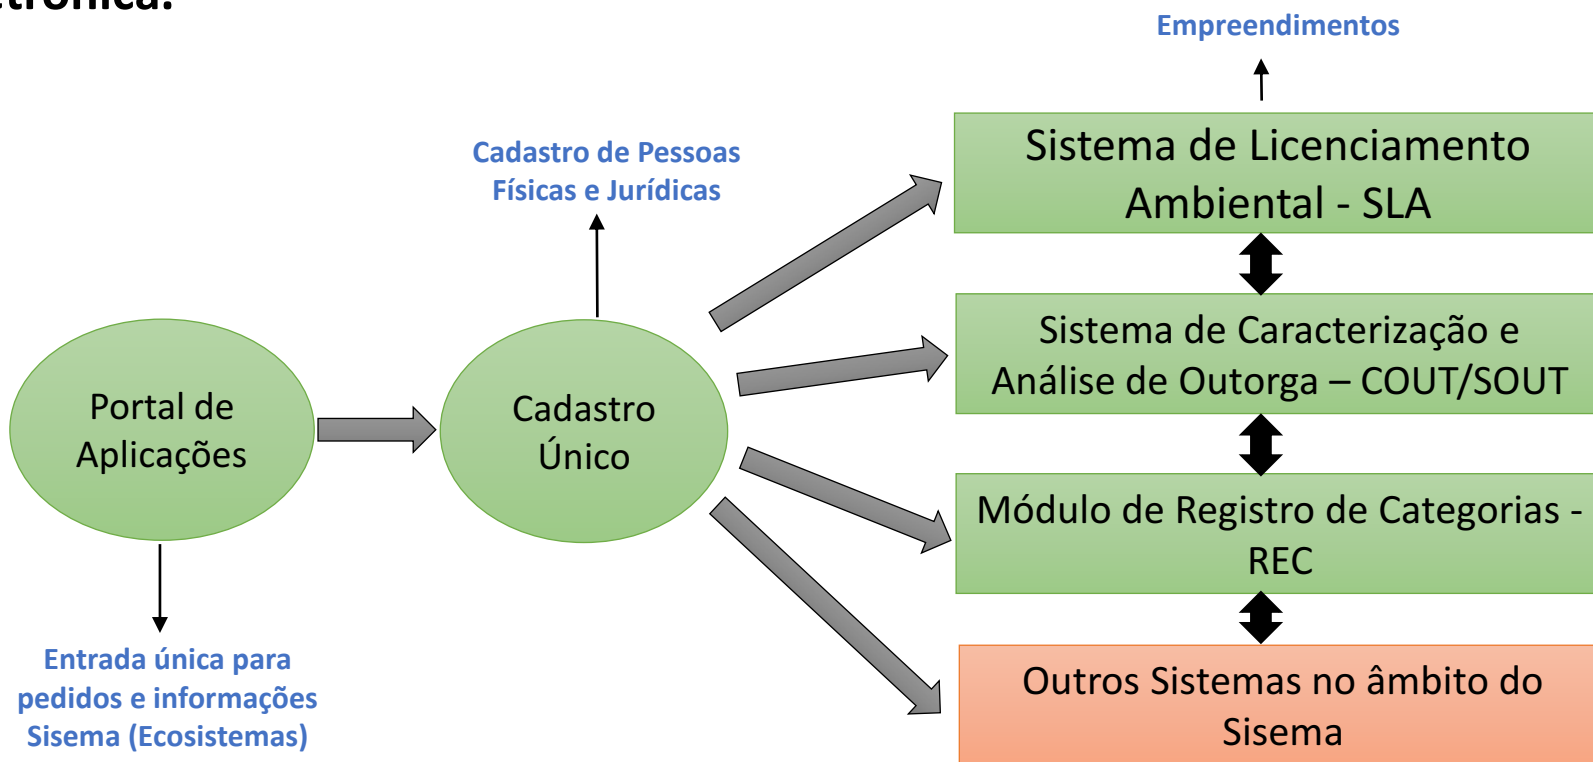 etrônica.
Empreendimentos
Cadastro de Pessoas
Físicas e Jurídicas
Sistema de Licenciamento
Ambiental - SLA
Sistema de Caracterização e
Análise de Outorga – COUT/SOUT
Portal de
Aplicações
Cadastro
Único
Módulo de Registro de Categorias -
REC
Entrada única para
pedidos e informações
Sisema (Ecosistemas)
Outros Sistemas no âmbito do
Sisema